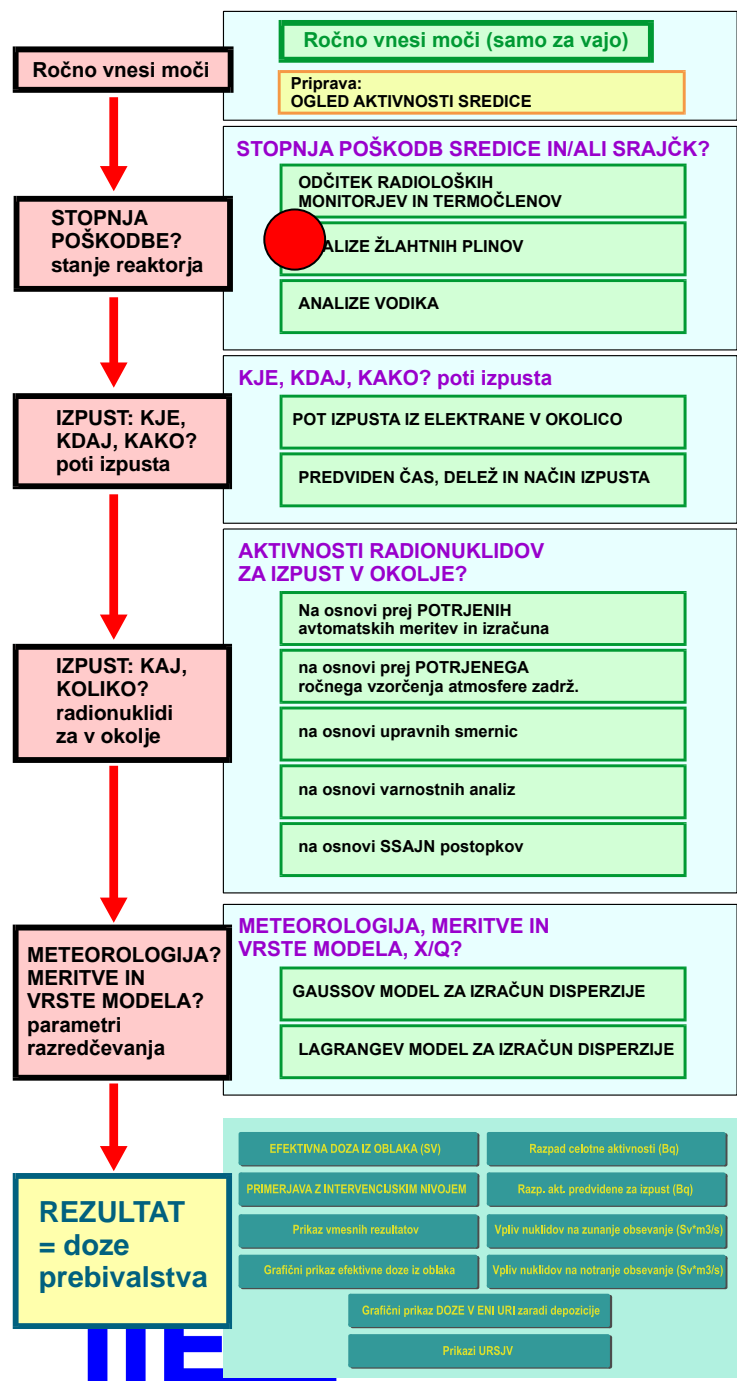 Ročno vnesi moči
Ročno vnesi moči (samo za vajo)
Priprava:
OGLED AKTIVNOSTI SREDICE
STOPNJA
POŠKODBE?
stanje reaktorja
STOPNJA POŠKODB SREDICE IN/ALI SRAJČK?
ODČITEK RADIOLOŠKIH
MONITORJEV IN TERMOČLENOV
ALIZE ŽLAHTNIH PLINOV
ANALIZE VODIKA
IZPUST: KJE,
KDAJ, KAKO?
poti izpusta
KJE, KDAJ, KAKO? poti izpusta
POT IZPUSTA IZ ELEKTRANE V OKOLICO
PREDVIDEN ČAS, DELEŽ IN NAČIN IZPUSTA
IZPUST: KAJ,
KOLIKO?
radionuklidi
za v okolje
AKTIVNOSTI RADIONUKLIDOV
ZA IZPUST V OKOLJE?
Na osnovi prej POTRJENIH
avtomatskih meritev in izračuna
na osnovi prej POTRJENEGA
ročnega vzorčenja atmosfere zadrž.
na osnovi upravnih smernic
na osnovi varnostnih analiz
na osnovi SSAJN postopkov
METEOROLOGIJA?
MERITVE IN
VRSTE MODELA?
parametri
razredčevanja
METEOROLOGIJA, MERITVE IN
VRSTE MODELA, X/Q?
GAUSSOV MODEL ZA IZRAČUN DISPERZIJE
LAGRANGEV MODEL ZA IZRAČUN DISPERZIJE
REZULTAT
= doze
prebivalstva
EFEKTIVNA DOZA IZ OBLAKA (SV)
Razpad celotne aktivnosti (Bq)
PRIMERJAVA Z INTERVENCIJSKIM NIVOJEM
Razp. akt. predvidene za izpust (Bq)
Prikaz vmesnih rezultatov
Vpliv nuklidov na zunanje obsevanje (Sv*m3/s)
Grafični prikaz efektivne doze iz oblaka
Vpliv nuklidov na notranje obsevanje (Sv*m3/s)
Grafični prikaz DOZE V ENI URI zaradi depozicije
Prikazi URSJV